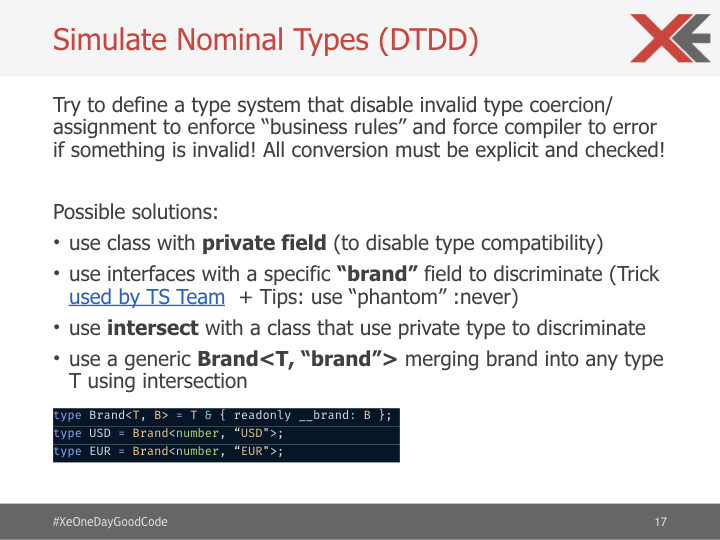 Simulate Nominal Types (DTDD)
XE
Try to define a type system that disable invalid type coercion/
assignment to enforce “business rules” and force compiler to error
if something is invalid! All conversion must be explicit and checked!
Possible solutions:
• use class with private field (to disable type compatibility)
• use interfaces with a specific “brand” field to discriminate (Trick
used by TS Team + Tips: use “phantom” :never)
• use intersect with a class that use private type to discriminate
• use a generic Brand<T, “brand”> merging brand into any type
T using intersection
type Brand<T, B> = T & { readonly __brand: B };
type USD = Brand<number, “USD">;
type EUR = Brand<number, “EUR">;
#XeOneDayGoodCode
17